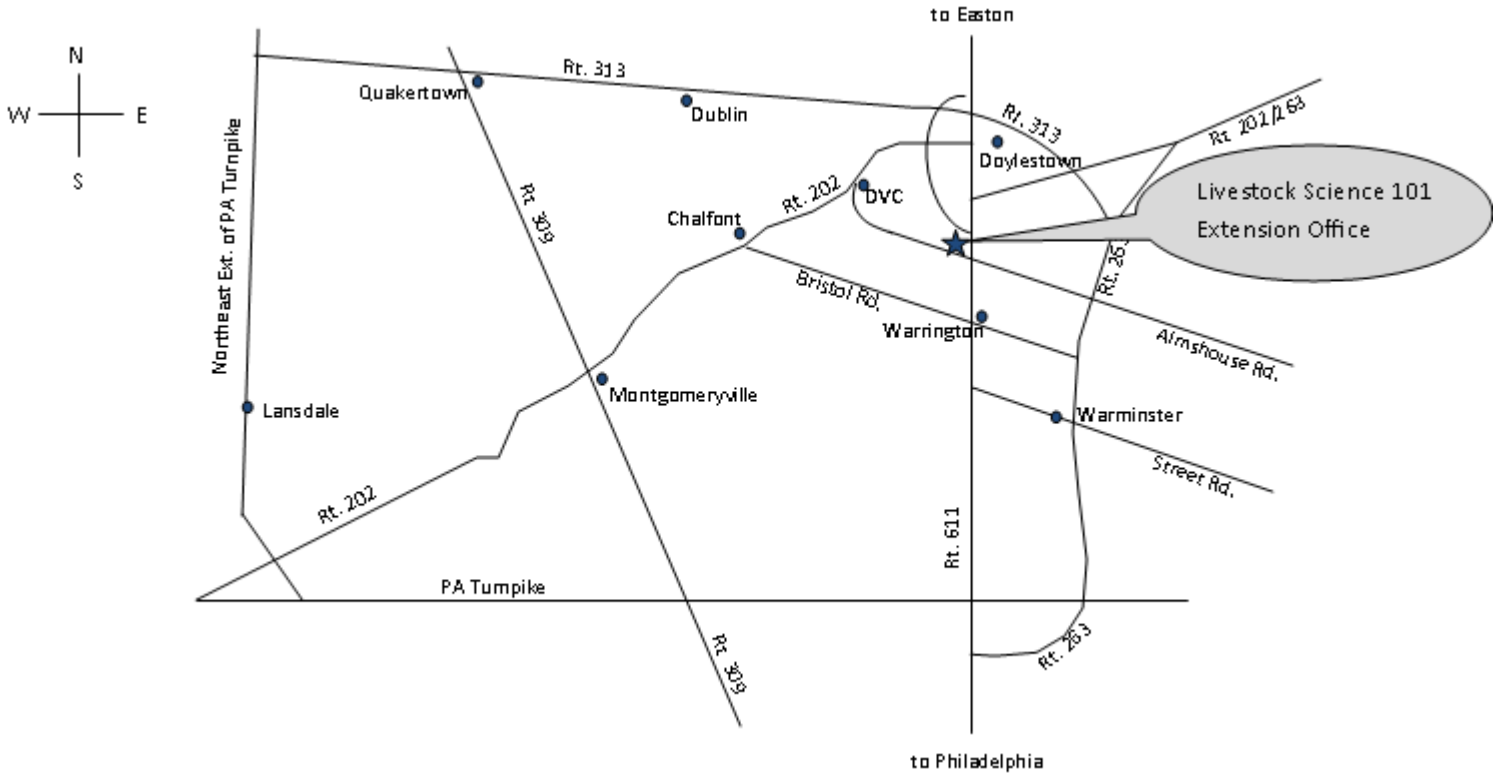 to Easton
N
W
E
S
Rt. 313
Quakertown
Dublin
Rt. 313
Rt 202/263
Doylestown
Livestock Science 101
Extension Office
Northeast Ext. of PA Turnpike
Rt 309
Rt. 202
DVC
Chalfont
Rt. 263
Bristol Rd.
Warrington
Almshouse Rd.
Montgomeryville
Lansdale
Warminster
Street Rd.
Rt. 202
Rt. 611
PA Turnpike
Rt 309
Rt. 263
to Philadelphia